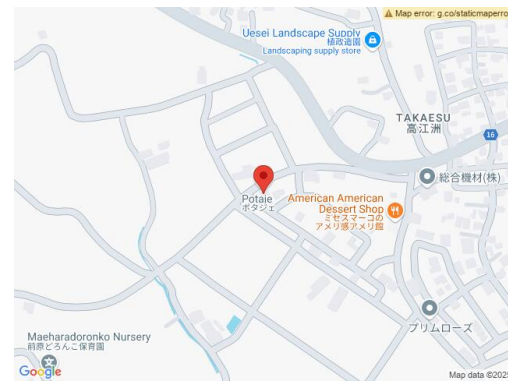 Map error: g.co/staticmaperro
Uesei Landscape Supply
植政造園
Landscaping supply store
TAKAESU
高江洲
16
総合機材(株)
Potaie
ポタジェ
American American
Dessert Shop
ミセスマーコの
アメリ感アメリ館
プリムローズ
Maeharadoronko Nursery
前原どろんこ保育園
Google
Map data ©2025